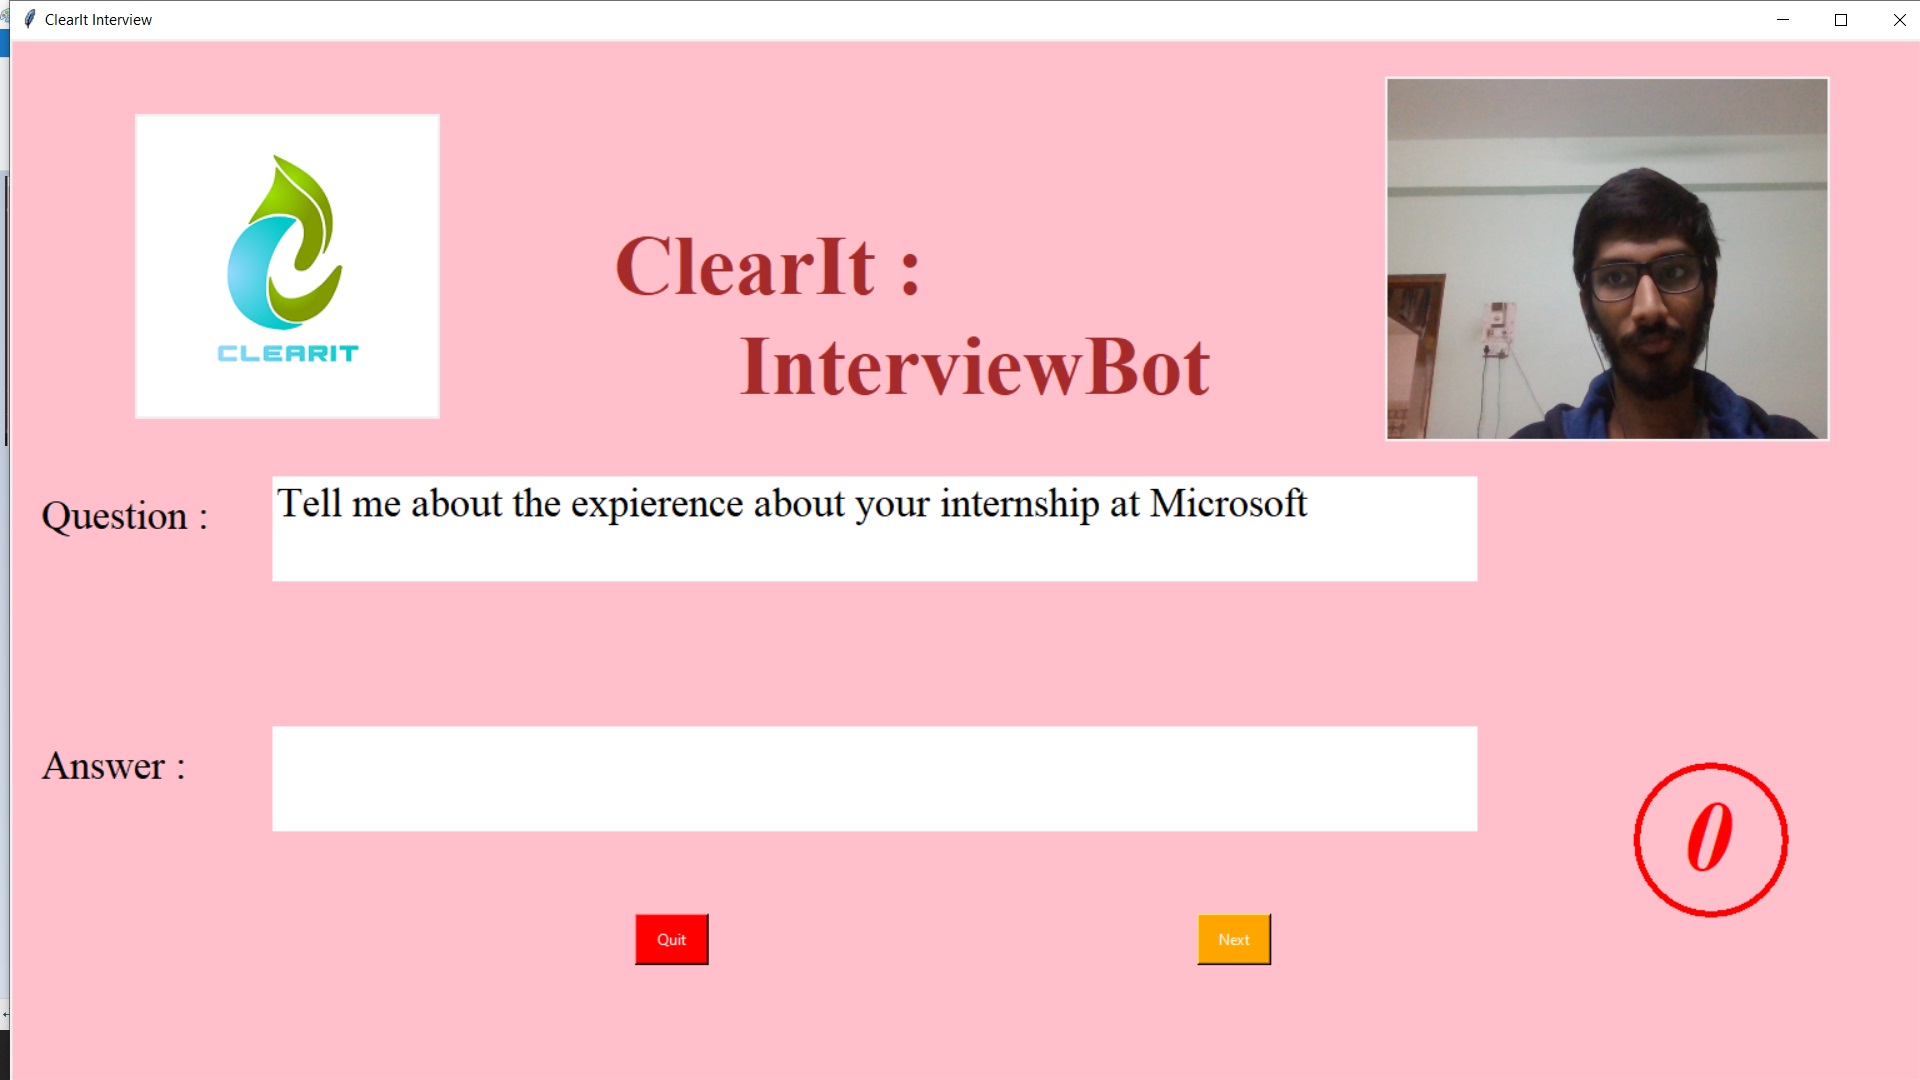 ClearIt Interview
CLEARIT
ClearIt :
InterviewBot
Question :
Tell me about the expierence about your internship at Microsoft
Answer :
0
Quit
Next